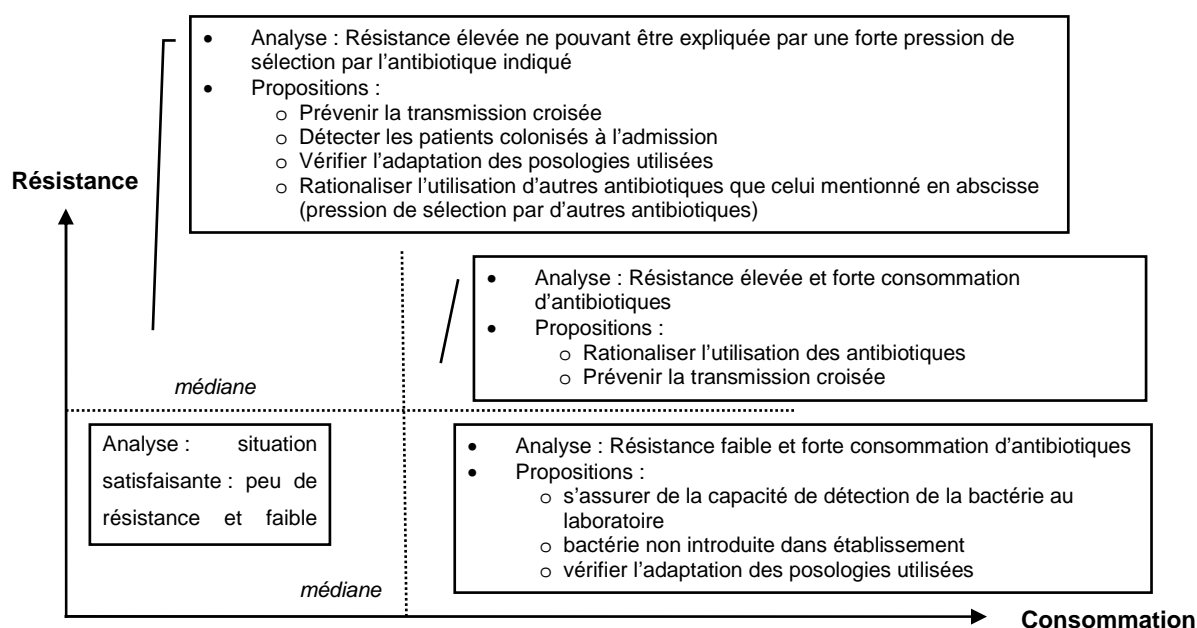 • Analyse : Résistance élevée ne pouvant être expliquée par une forte pression de
sélection par l'antibiotique indiqué
• Propositions :
o Prévenir la transmission croisée
o Détecter les patients colonisés à l'admission
o Vérifier l'adaptation des posologies utilisées
o Rationaliser l'utilisation d'autres antibiotiques que celui mentionné en abscisse
(pression de sélection par d'autres antibiotiques)
Résistance
• Analyse : Résistance élevée et forte consommation
d'antibiotiques
• Propositions :
o Rationaliser l'utilisation des antibiotiques
o Prévenir la transmission croisée
médiane
Analyse : situation
satisfaisante : peu de
résistance et faible
• Analyse : Résistance faible et forte consommation d'antibiotiques
• Propositions :
o s'assurer de la capacité de détection de la bactérie au
laboratoire
o bactérie non introduite dans établissement
o vérifier l'adaptation des posologies utilisées
médiane
Consommation